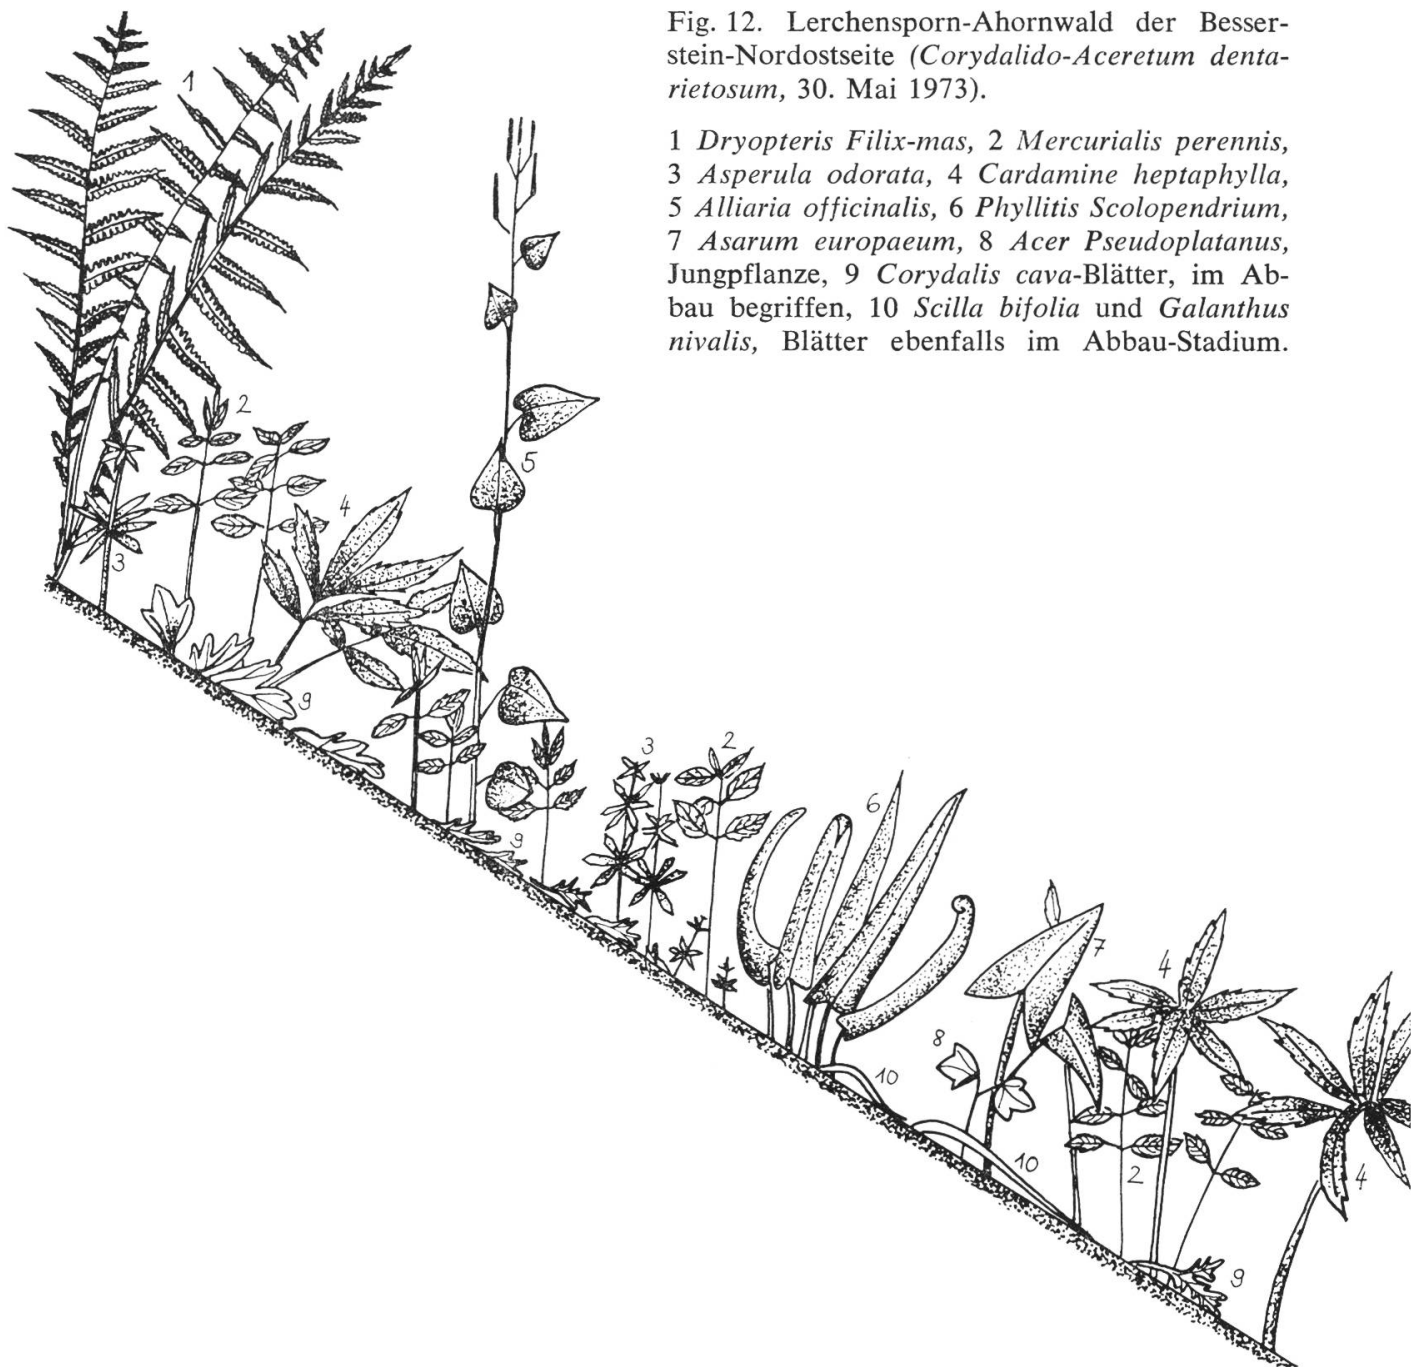 Fig. 12. Lerchensporn-Ahornwald der Besser-
stein-Nordostseite (Corydalido-Aceretum denta-
rietosum, 30. Mai 1973).
1 Dryopteris Filix-mas, 2 Mercurialis perennis,
3 Asperula odorata, 4 Cardamine heptaphylla,
5 Alliaria officinalis, 6 Phyllitis Scolopendrium,
7 Asarum europaeum, 8 Acer Pseudoplatanus,
Jungpflanze, 9 Corydalis cava-Blätter, im Ab-
bau begriffen, 10 Scilla bifolia und Galanthus
nivalis, Blätter ebenfalls im Abbau-Stadium.
1
2
5
4
3
9
3
2
6
9
7
4
8
10
10
2
4
9